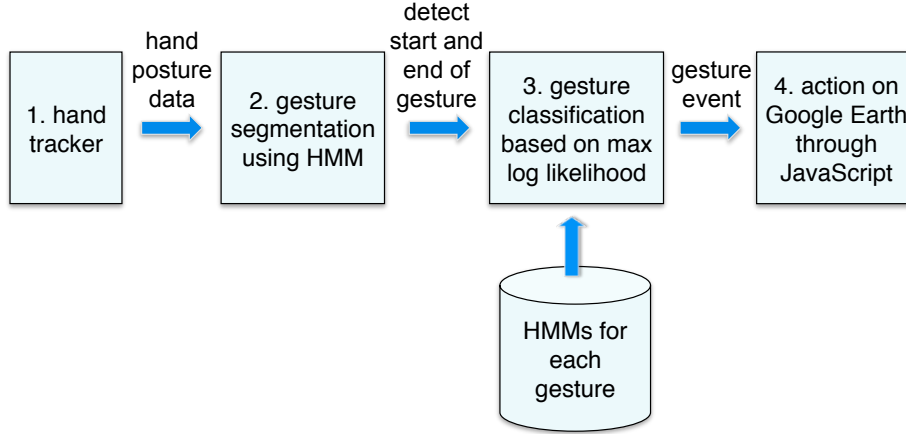 1. hand
tracker
hand
posture
data
2. gesture
segmentation
using HMM
detect
start and
end of
gesture
3. gesture
classification
based on max
log likelihood
gesture
event
4. action on
Google Earth
through
JavaScript
HMMs for
each
gesture